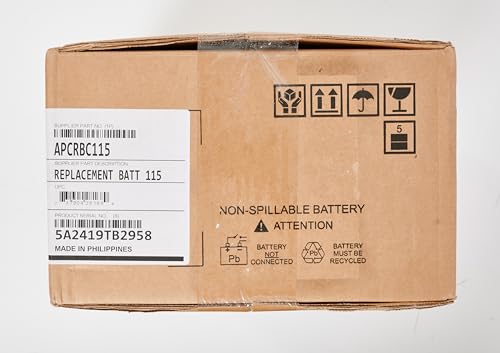 SUPPLIER PART NO. (1P)
APCRBC115
SUPPLIER PART DESCRIPTION
REPLACEMENT BATT 115
UPC
PRODUCT SERIAL NO. (S)
5A2419TB2958
MADE IN PHILIPPINES
5
NON-SPILLABLE BATTERY
ATTENTION
Pb
BATTERY
NOT
CONNECTED
Pb
BATTERY
MUST BE
RECYCLED